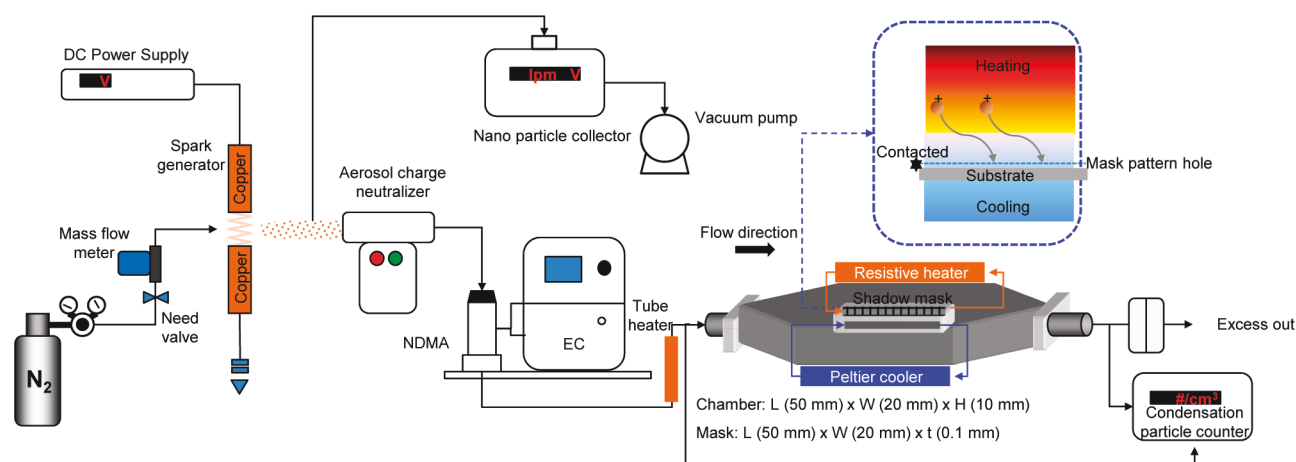 DC Power Supply
V
Spark
generator
Copper
Copper
Mass flow
meter
Need
valve
N2
lpm V
Nano particle collector
Vacuum pump
Aerosol charge
neutralizer
NDMA
EC
Tube
heater
Heating
+ +
Contacted
Mask pattern hole
Substrate
Cooling
Flow direction
Resistive heater
Shadow mask
Peltier cooler
Chamber: L (50 mm) x W (20 mm) x H (10 mm)
Mask: L (50 mm) x W (20 mm) x t (0.1 mm)
Excess out
#/cm³
Condensation
particle counter